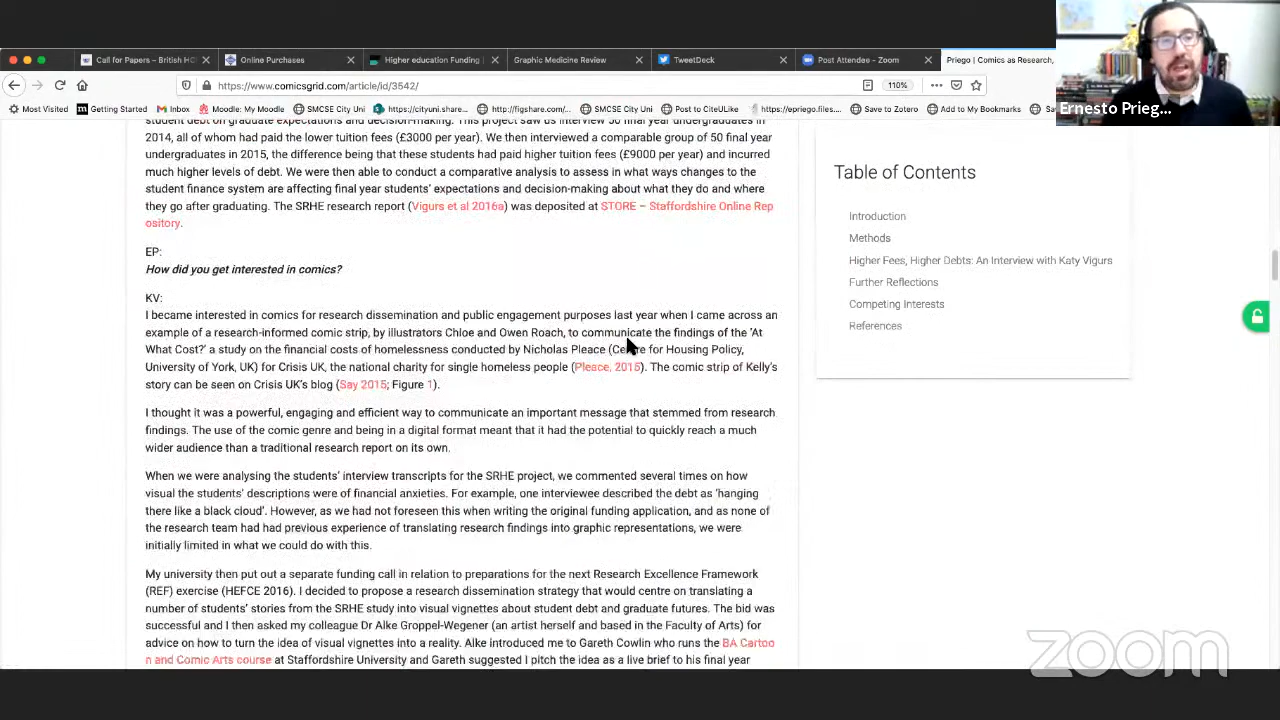 Call for Papers – British HC
Online Purchases
Higher education Funding
Graphic Medicine Review
TweetDeck
Post Attendee - Zoom
Priego | Comics as Research,
https://www.comicsgrid.com/article/id/3542/
110%
Most Visited
Getting Started
Inbox
Moodle: My Moodle
SMCSE City
https://cityuni.share...
http://figshare.com/...
SMCSE City Uni
Post to CiteULike
https://epriego.files....
Save to Zotero
Add to My Bookmarks
Sa
Ernesto Prieg...
student debt on graduate expectations and decision-making. This project saw us interview 50 final year undergraduates in
2014, all of whom had paid the lower tuition fees (£3000 per year). We then interviewed a comparable group of 50 final year
undergraduates in 2015, the difference being that these students had paid higher tuition fees (£9000 per year) and incurred
much higher levels of debt. We were then able to conduct a comparative analysis to assess in what ways changes to the
student finance system are affecting final year students' expectations and decision-making about what they do and where
they go after graduating. The SRHE research report (Vigurs et al 2016a) was deposited at STORE – Staffordshire Online Rep
ository.
EP:
How did you get interested in comics?
KV:
I became interested in comics for research dissemination and public engagement purposes last year when I came across an
example of a research-informed comic strip, by illustrators Chloe and Owen Roach, to communicate the findings of the 'At
What Cost?' a study on the financial costs of homelessness conducted by Nicholas Pleace (Centre for Housing Policy,
University of York, UK) for Crisis UK, the national charity for single homeless people (Pleace, 2015). The comic strip of Kelly's
story can be seen on Crisis UK's blog (Say 2015; Figure 1).
I thought it was a powerful, engaging and efficient way to communicate an important message that stemmed from research
findings. The use of the comic genre and being in a digital format meant that it had the potential to quickly reach a much
wider audience than a traditional research report on its own.
When we were analysing the students' interview transcripts for the SRHE project, we commented several times on how
visual the students' descriptions were of financial anxieties. For example, one interviewee described the debt as 'hanging
there like a black cloud'. However, as we had not foreseen this when writing the original funding application, and as none of
the research team had had previous experience of translating research findings into graphic representations, we were
initially limited in what we could do with this.
My university then put out a separate funding call in relation to preparations for the next Research Excellence Framework
(REF) exercise (HEFCE 2016). I decided to propose a research dissemination strategy that would centre on translating a
number of students' stories from the SRHE study into visual vignettes about student debt and graduate futures. The bid was
successful and I then asked my colleague Dr Alke Groppel-Wegener (an artist herself and based in the Faculty of Arts) for
advice on how to turn the idea of visual vignettes into a reality. Alke introduced me to Gareth Cowlin who runs the BA Cartoo
n and Comic Arts course at Staffordshire University and Gareth suggested I pitch the idea as a live brief to his final year
Table of Contents
Introduction
Methods
Higher Fees, Higher Debts: An Interview with Katy Vigurs
Further Reflections
Competing Interests
References
zoom